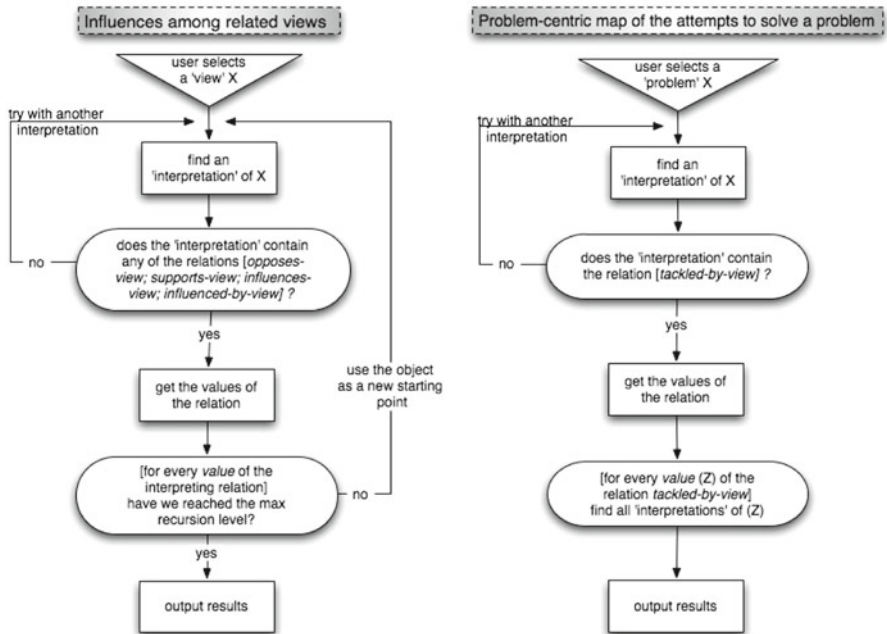 Influences among related views
user selects
a 'view' X
try with another
interpretation
find an
'interpretation' of X
does the 'interpretation' contain
any of the relations [opposes-
view; supports-view; influences-
view; influenced-by-view] ?
no
yes
get the values of
the relation
use the object
as a new starting
point
[for every value of the
interpreting relation]
have we reached the max
recursion level?
no
yes
output results
Problem-centric map of the attempts to solve a problem
user selects a
'problem' X
try with another
interpretation
find an
'interpretation' of X
does the 'interpretation' contain
the relation [tackled-by-view] ?
no
yes
get the values of
the relation
[for every value (Z) of the
relation tackled-by-view]
find all 'interpretations' of (Z)
output results